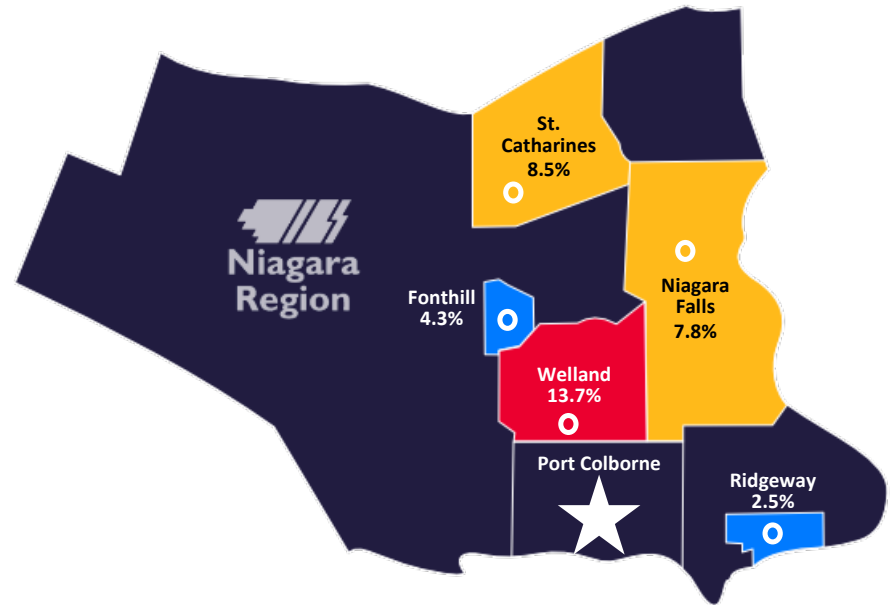 St.
Catharines
8.5%
Niagara
Region
Fonthill
4.3%
Niagara
Falls
7.8%
Welland
13.7%
Port Colborne
Ridgeway
2.5%